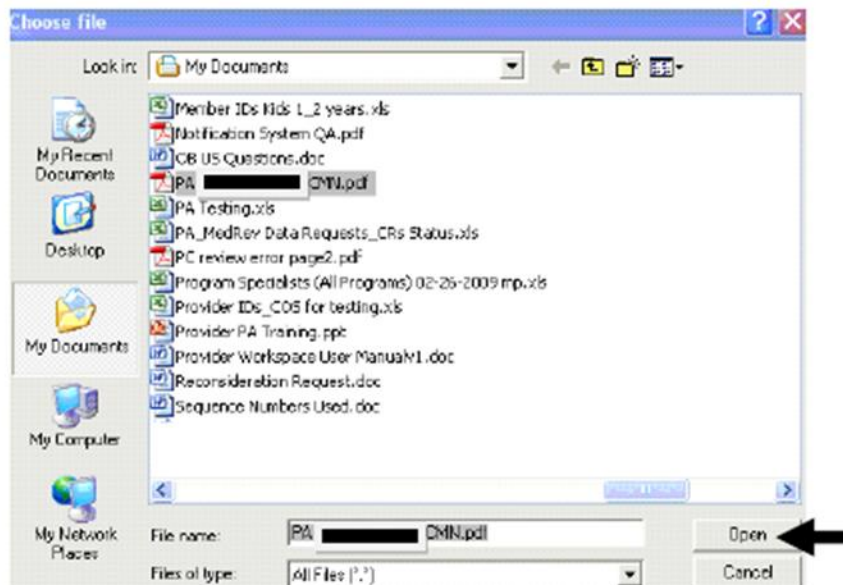 Choose file
Look in: My Documents
My Recent Documents
Desktop
My Documents
My Computer
My Network Places
Member IDs Kids 1_2 years.xls
Notification System QA.pdf
OB US Questions.doc
PA CMN.pdf
PA Testing.xls
PA_MedRev Data Requests_CRs Status.xls
PC review error page2.pdf
Program Specialists (All Programs) 02-26-2009 mp.xls
Provider IDs_COS for testing.xls
Provider PA Training.ppt
Provider Workspace User Manualv1.doc
Reconsideration Request.doc
Sequence Numbers Used.doc
File name: PA CMN.pdf Open
Files of type: All Files (*.*) Cancel